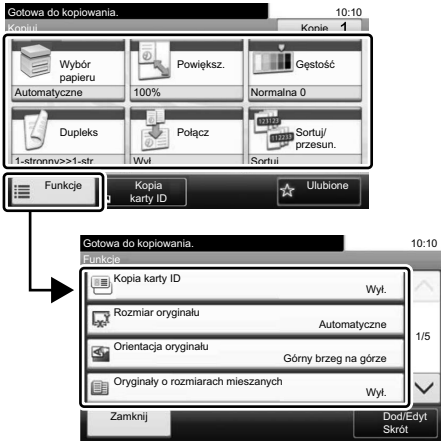 Gotowa do kopiowania. 10:10
Kopiuj Kopie 1
Wybór
papieru
Automatyczne
Powiększ.
100%
Gęstość
Normalna 0
Dupleks
1-stronny>>1-str
Połącz
Wył
Sortuj/
przesun.
Sortuj
Funkcje
Kopia
karty ID
Ulubione
Gotowa do kopiowania. 10:10
Funkcje
Kopia karty ID
Wył.
Rozmiar oryginału
Automatyczne
1/5
Orientacja oryginału
Górny brzeg na górze
Oryginały o rozmiarach mieszanych
Wył.
Zamknij
Dod/Edyt
Skrót